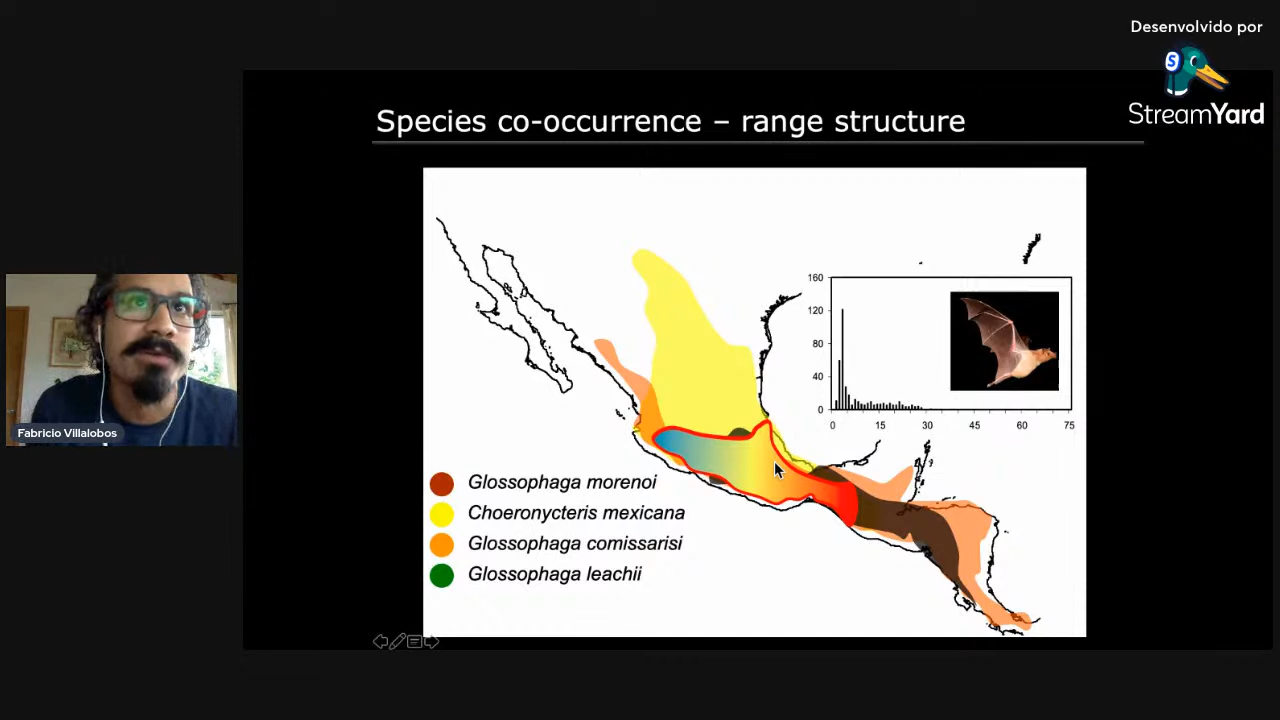 Desenvolvido por
S
StreamYard
Species co-occurrence – range structure
160
120
80
40
0
0 15 30 45 60 75
Glossophaga morenoi
Choeronycteris mexicana
Glossophaga comissarisi
Glossophaga leachii
Fabricio Villalobos